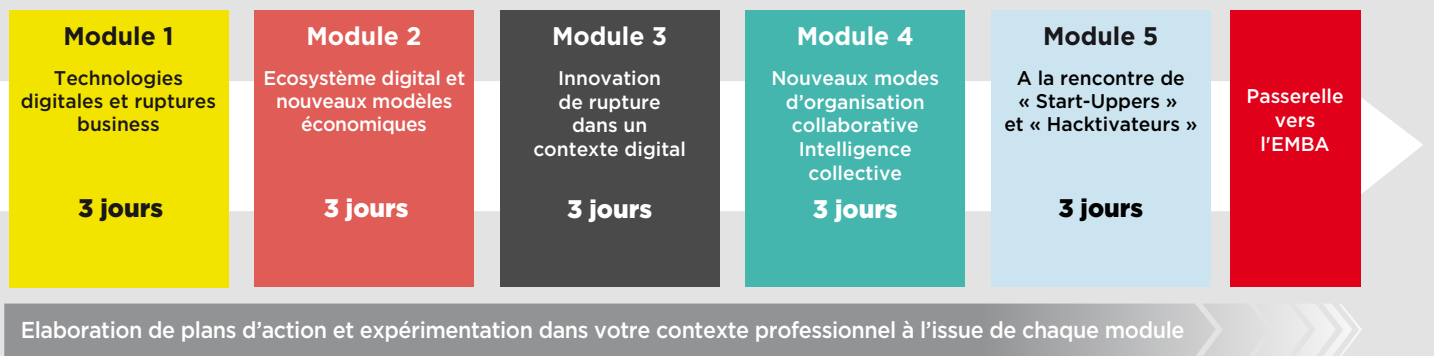 Module 1
Technologies
digitales et ruptures
business
3 jours
Module 2
Ecosystème digital et
nouveaux modèles
économiques
3 jours
Module 3
Innovation
de rupture
dans un
contexte digital
3 jours
Module 4
Nouveaux modes
d’organisation
collaborative
Intelligence
collective
3 jours
Module 5
A la rencontre de
« Start-Uppers »
et « Hacktivateurs »
3 jours
Passerelle
vers
l'EMBA
Elaboration de plans d’action et expérimentation dans votre contexte professionnel à l’issue de chaque module